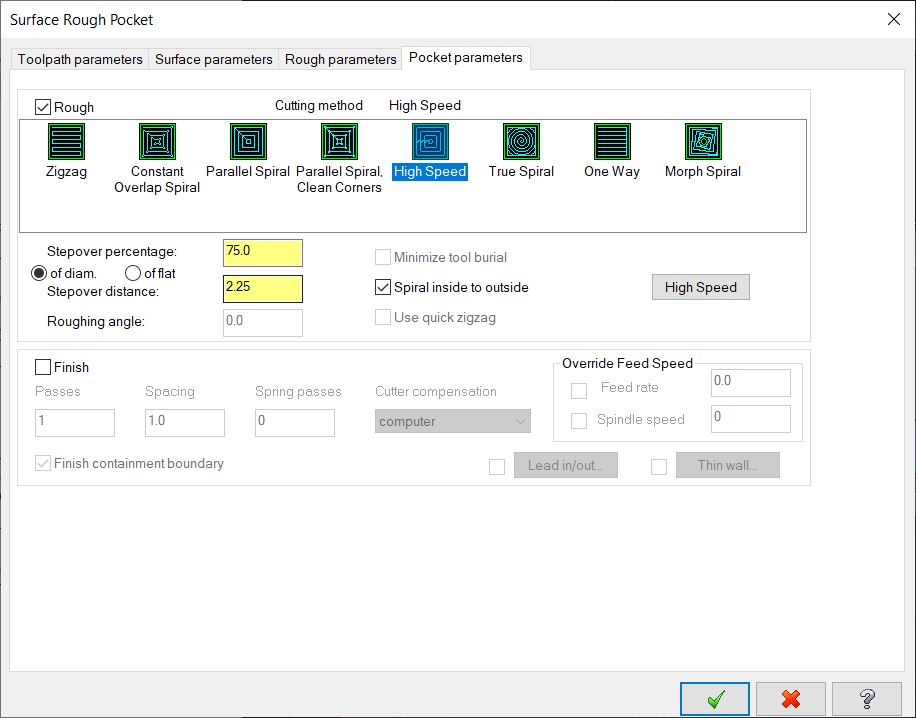 Surface Rough Pocket
Toolpath parameters Surface parameters Rough parameters Pocket parameters
Rough Cutting method High Speed
Zigzag Constant Overlap Spiral Parallel Spiral Parallel Spiral, Clean Corners High Speed True Spiral One Way Morph Spiral
Stepover percentage: 75.0 Minimize tool burial
of diam. of flat
Stepover distance: 2.25 Spiral inside to outside High Speed
Roughing angle: 0.0 Use quick zigzag
Finish Override Feed Speed
Passes Spacing Spring passes Cutter compensation Feed rate 0.0
1 1.0 0 computer Spindle speed 0
Finish containment boundary Lead in/out... Thin wall...